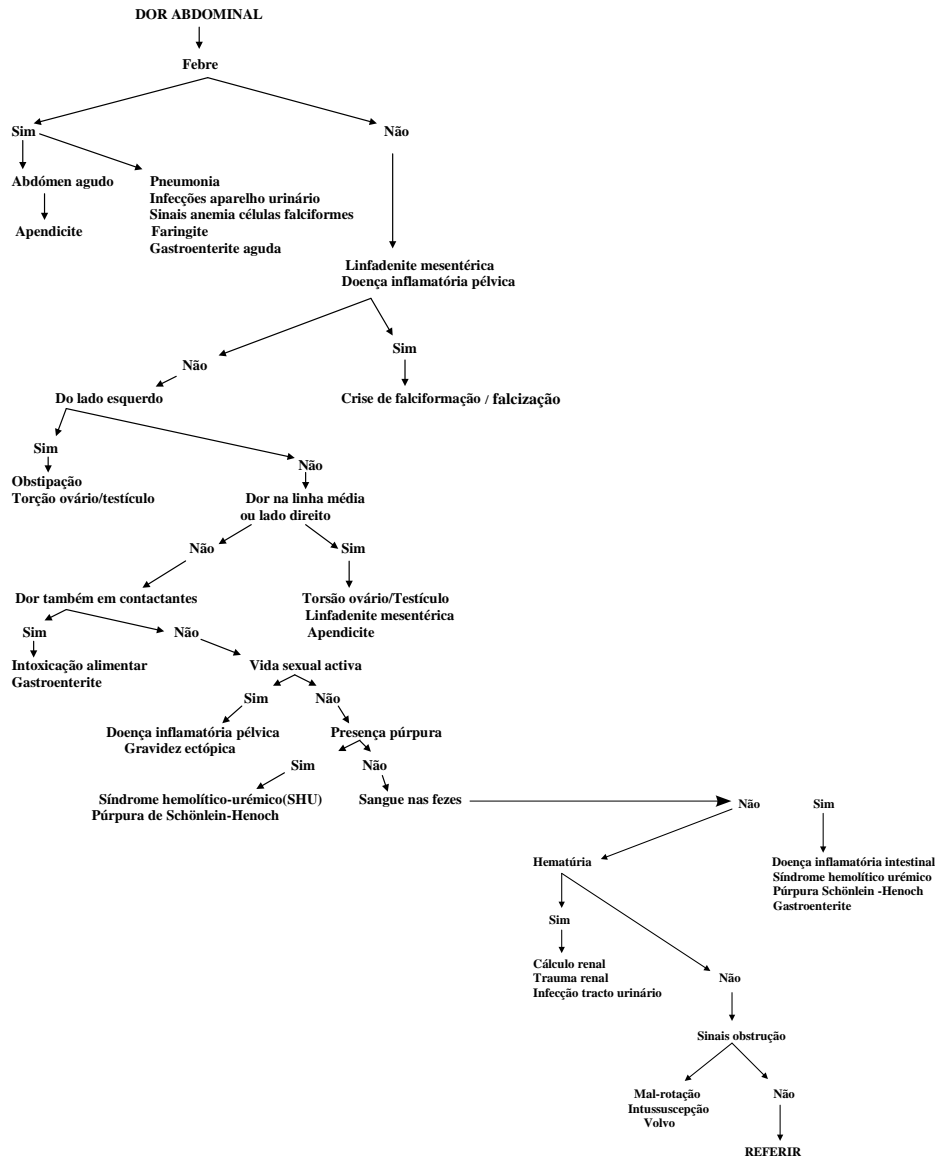 DOR ABDOMINAL
Febre
Sim
Não
Abdómen agudo
Apendicite
Pneumonia
Infecções aparelho urinário
Sinais anemia células falciformes
Faringite
Gastroenterite aguda
Linfadenite mesentérica
Doença inflamatória pélvica
Não
Sim
Do lado esquerdo
Crise de falciformação / falcização
Sim
Não
Obstipação
Torção ovário/testículo
Dor na linha média
ou lado direito
Não
Sim
Dor também em contactantes
Torsão ovário/Testículo
Linfadenite mesentérica
Apendicite
Sim
Não
Intoxicação alimentar
Gastroenterite
Vida sexual activa
Sim
Não
Doença inflamatória pélvica
Gravidez ectópica
Presença púrpura
Sim
Não
Síndrome hemolítico-urémico(SHU)
Púrpura de Schönlein-Henoch
Sangue nas fezes
Não
Sim
Hematúria
Doença inflamatória intestinal
Síndrome hemolítico urémico
Púrpura Schönlein -Henoch
Gastroenterite
Sim
Cálculo renal
Trauma renal
Infecção tracto urinário
Não
Sinais obstrução
Mal-rotação
Intussuscepção
Volvo
Não
REFERIR